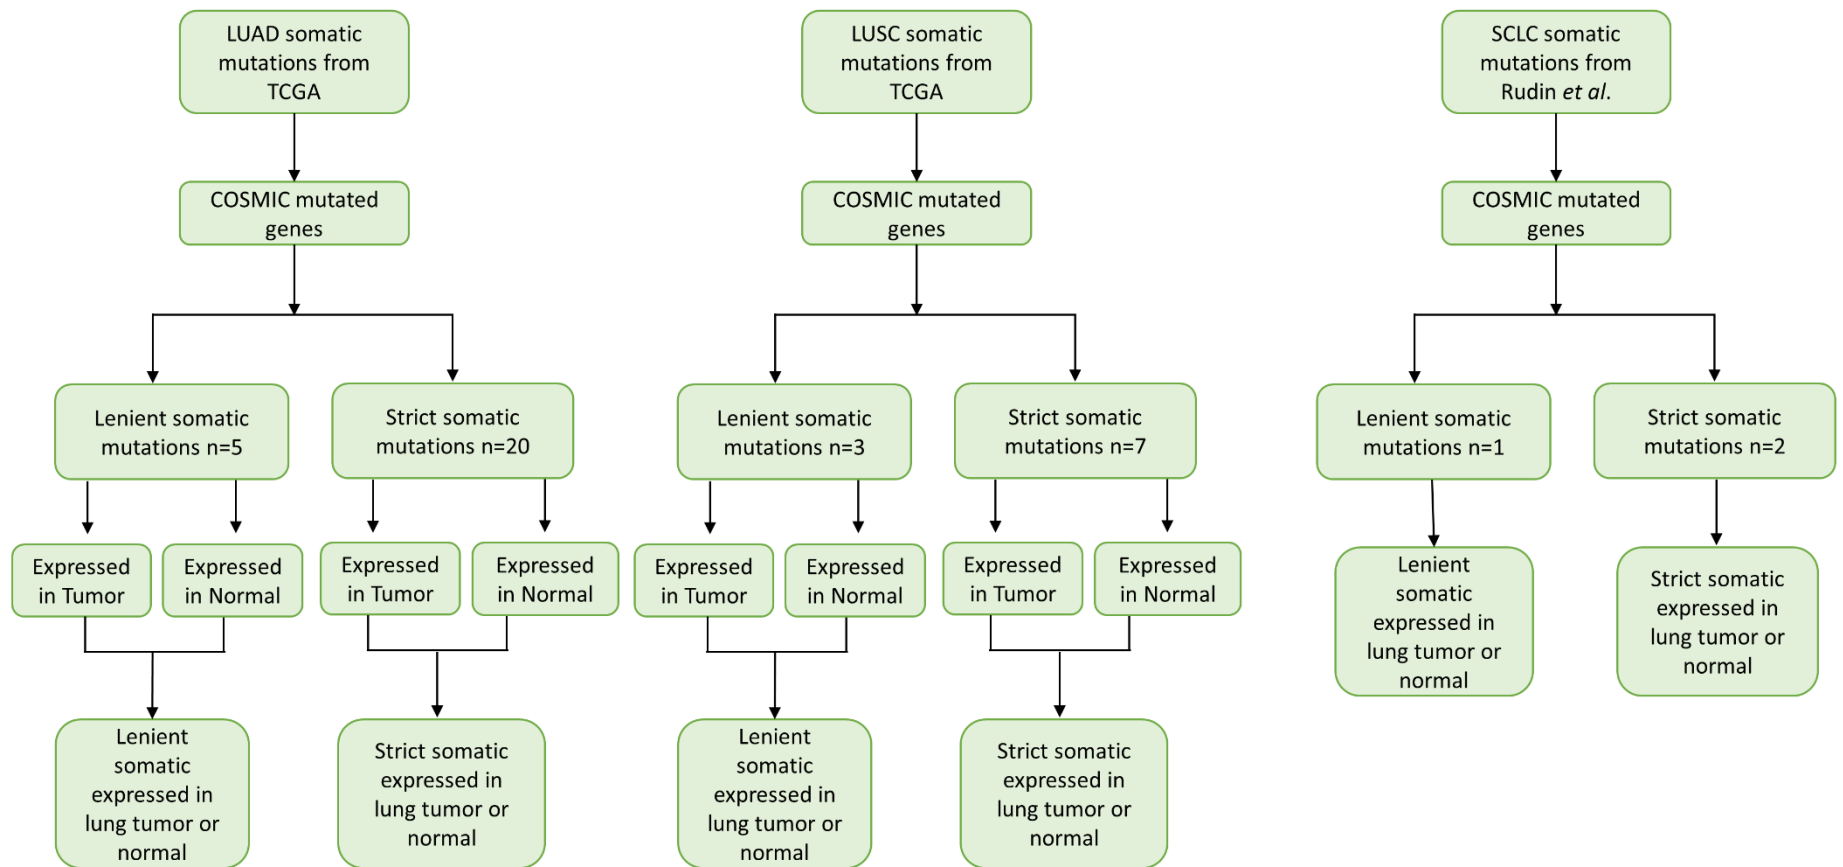 LUAD somatic
mutations from
TCGA
LUSC somatic
mutations from
TCGA
SCLC somatic
mutations from
Rudin et al.
COSMIC mutated
genes
COSMIC mutated
genes
COSMIC mutated
genes
Lenient somatic
mutations n=5
Strict somatic
mutations n=20
Lenient somatic
mutations n=3
Strict somatic
mutations n=7
Lenient somatic
mutations n=1
Strict somatic
mutations n=2
Expressed
in Tumor
Expressed
in Normal
Expressed
in Tumor
Expressed
in Normal
Expressed
in Tumor
Expressed
in Normal
Expressed
in Tumor
Expressed
in Normal
Lenient
somatic
expressed in
lung tumor or
normal
Strict somatic
expressed in
lung tumor or
normal
Lenient
somatic
expressed in
lung tumor or
normal
Strict somatic
expressed in
lung tumor or
normal
Lenient
somatic
expressed in
lung tumor or
normal
Strict somatic
expressed in
lung tumor or
normal